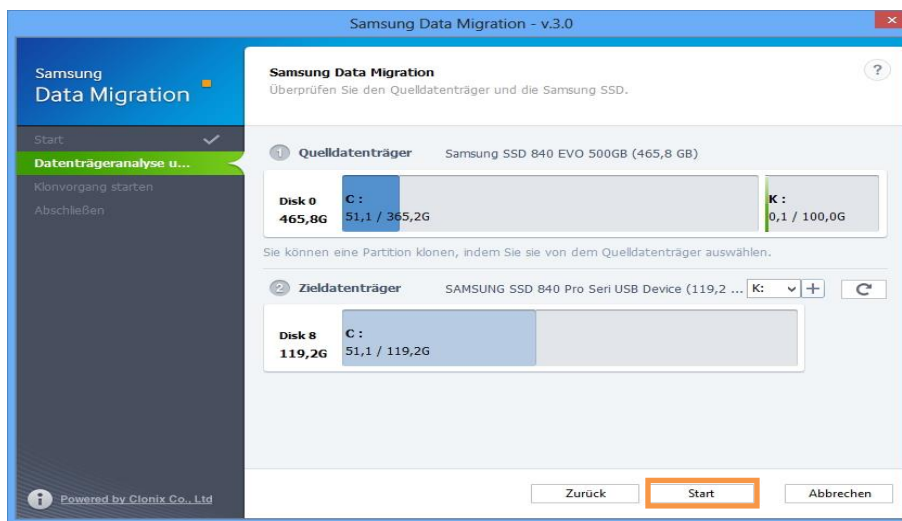 Samsung Data Migration - v.3.0
Samsung
Data Migration
Samsung Data Migration
Überprüfen Sie den Quelldatenträger und die Samsung SSD.
?
Start
Datenträgeranalyse u...
Klonvorgang starten
Abschließen
1 Quelldatenträger Samsung SSD 840 EVO 500GB (465,8 GB)
Disk 0
465,8G
C :
51,1 / 365,2G
K :
0,1 / 100,0G
Sie können eine Partition klonen, indem Sie sie von dem Quelldatenträger auswählen.
2 Zieldatenträger SAMSUNG SSD 840 Pro Seri USB Device (119,2 ... K:
Disk 8
119,2G
C :
51,1 / 119,2G
Powered by Clonix Co., Ltd
Zurück Start Abbrechen